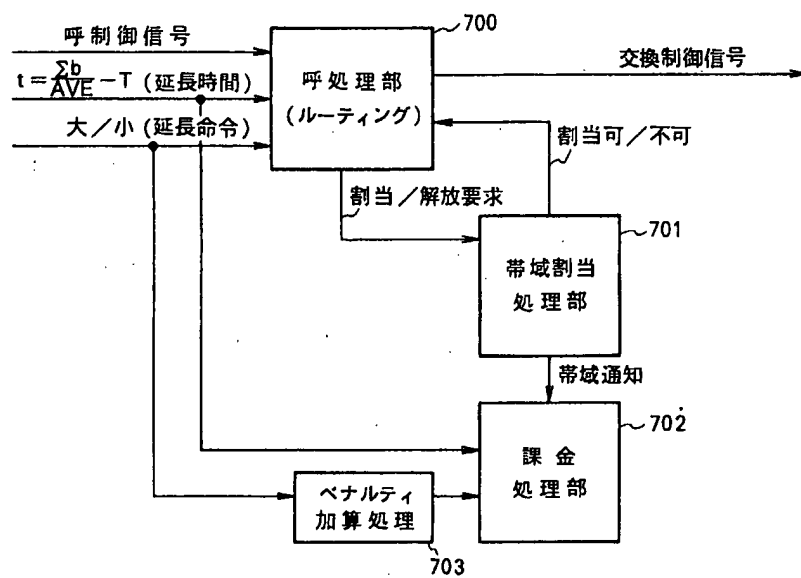 700
呼制御信号
t=Σb/AVE-T(延長時間)
大/小(延長命令)
呼処理部
(ルーティング)
交換制御信号
割当可/不可
割当/解放要求
701
帯域割当
処理部
帯域通知
702
課金
処理部
ペナルティ
加算処理
703